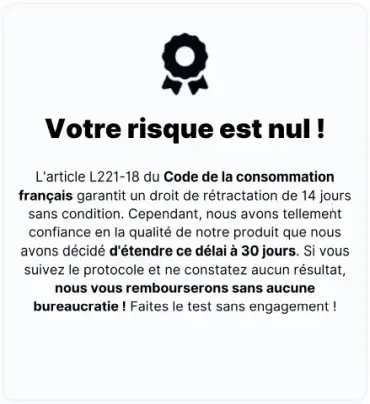 Votre risque est nul !
L'article L221-18 du Code de la consommation
français garantit un droit de rétractation de 14 jours
sans condition. Cependant, nous avons tellement
confiance en la qualité de notre produit que nous
avons décidé d'étendre ce délai à 30 jours. Si vous
suivez le protocole et ne constatez aucun résultat,
nous vous rembourserons sans aucune
bureaucratie ! Faites le test sans engagement !